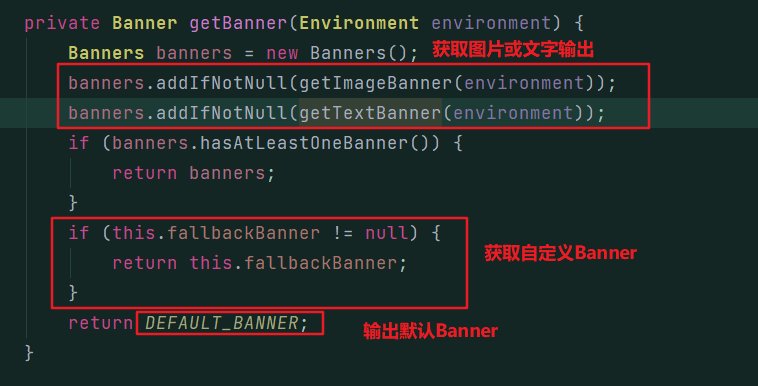 private Banner getBanner(Environment environment) {
Banners banners = new Banners(); 获取图片或文字输出
banners.addIfNotNull(getImageBanner(environment));
banners.addIfNotNull(getTextBanner(environment));
if (banners.hasAtLeastOneBanner()) {
return banners;
}
if (this.fallbackBanner != null) {
return this.fallbackBanner; 获取自定义Banner
}
return DEFAULT_BANNER; 输出默认Banner
}